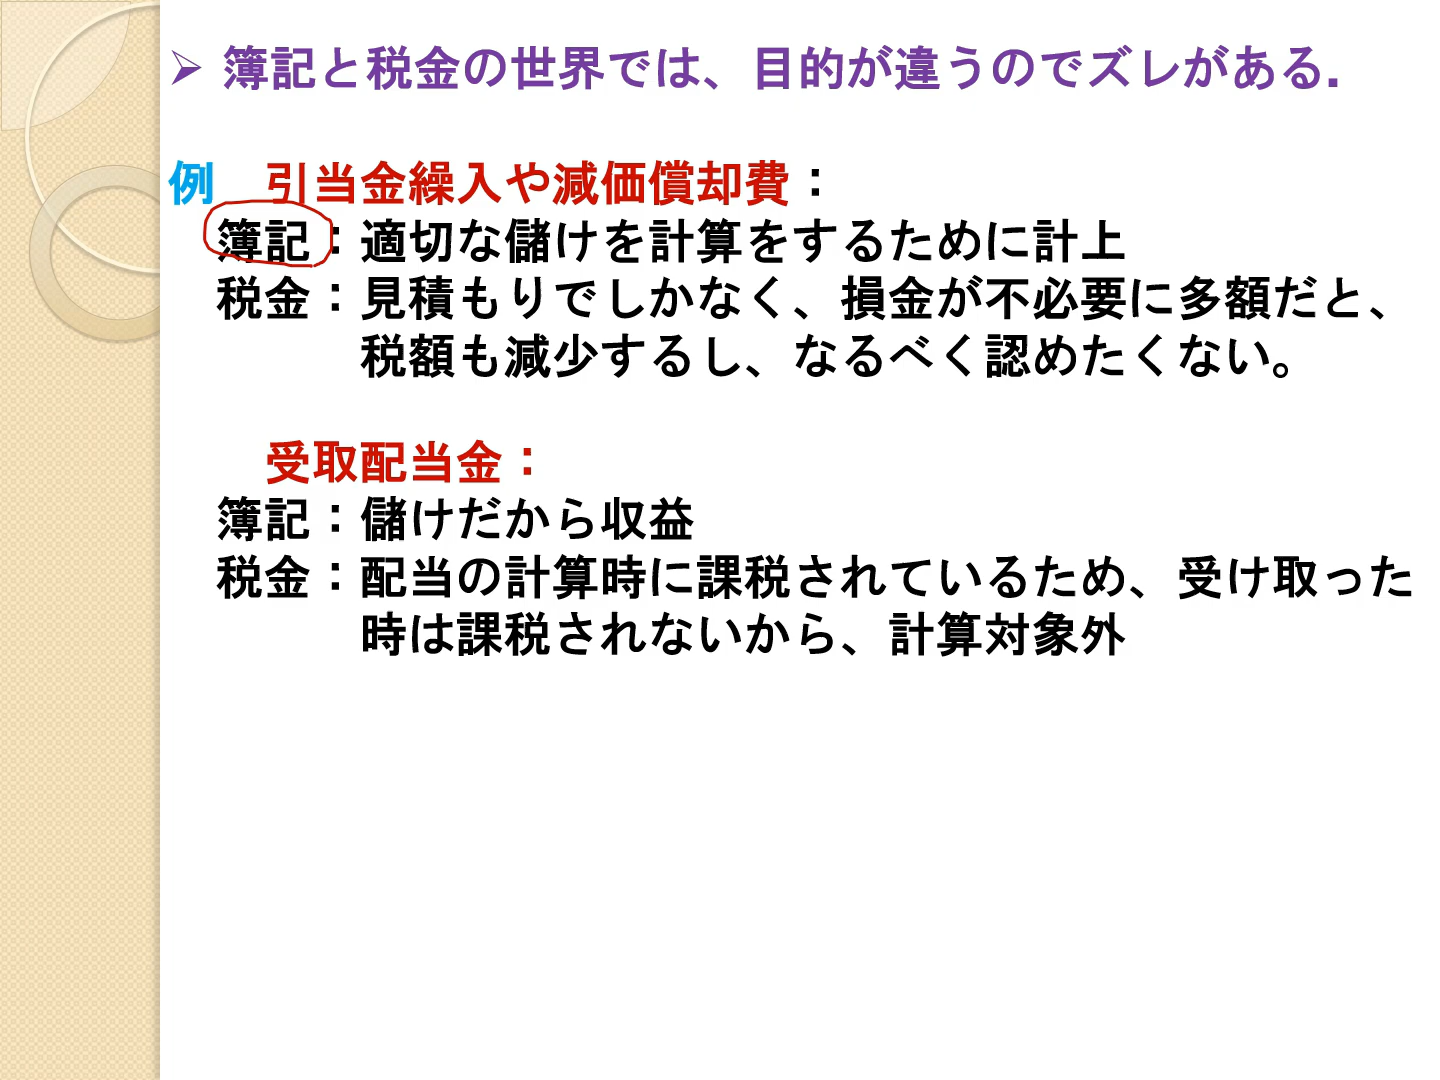 ➢ 簿記と税金の世界では、目的が違うのでズレがある.
例　引当金繰入や減価償却費：
簿記：適切な儲けを計算をするために計上
税金：見積もりでしかなく、損金が不必要に多額だと、
税額も減少するし、なるべく認めたくない。
受取配当金：
簿記：儲けだから収益
税金：配当の計算時に課税されているため、受け取った
時は課税されないから、計算対象外